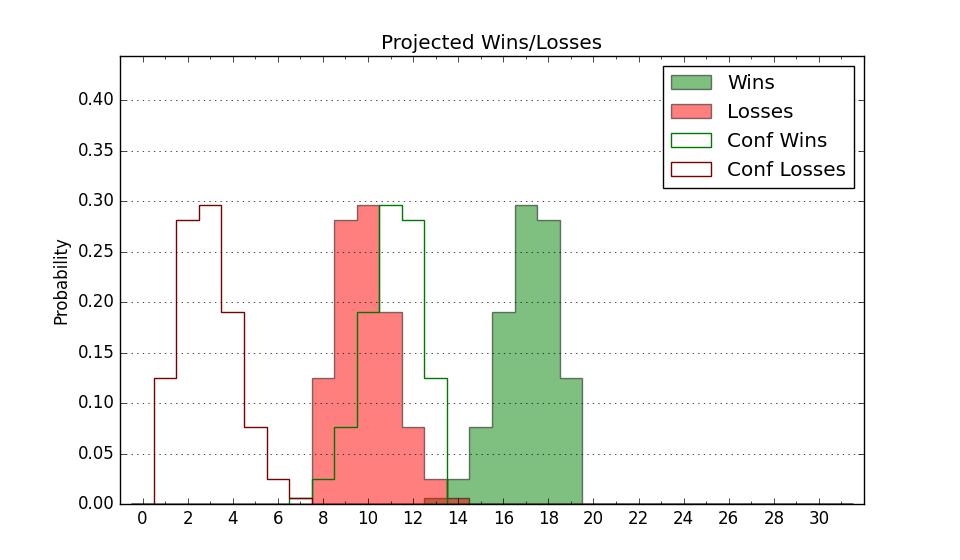 Projected Wins/Losses
Wins
Losses
Conf Wins
Conf Losses
Probability
0.40
0.35
0.30
0.25
0.20
0.15
0.10
0.05
0.00
0 2 4 6 8 10 12 14 16 18 20 22 24 26 28 30